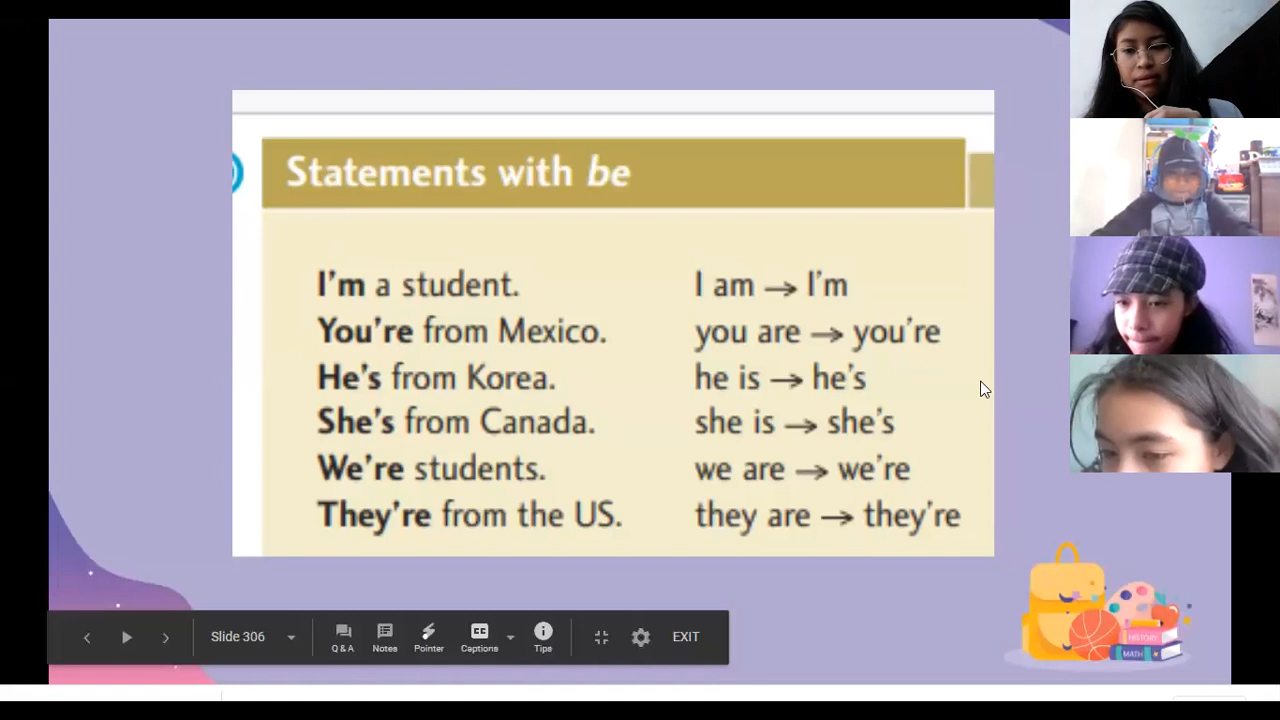 Statements with be
I'm a student. I am → I'm
You're from Mexico. you are → you're
He's from Korea. he is → he's
She's from Canada. she is → she's
We're students. we are → we're
They're from the US. they are → they're
HISTORY
MATH
Slide 306 Q & A Notes Pointer CC Captions Tips EXIT